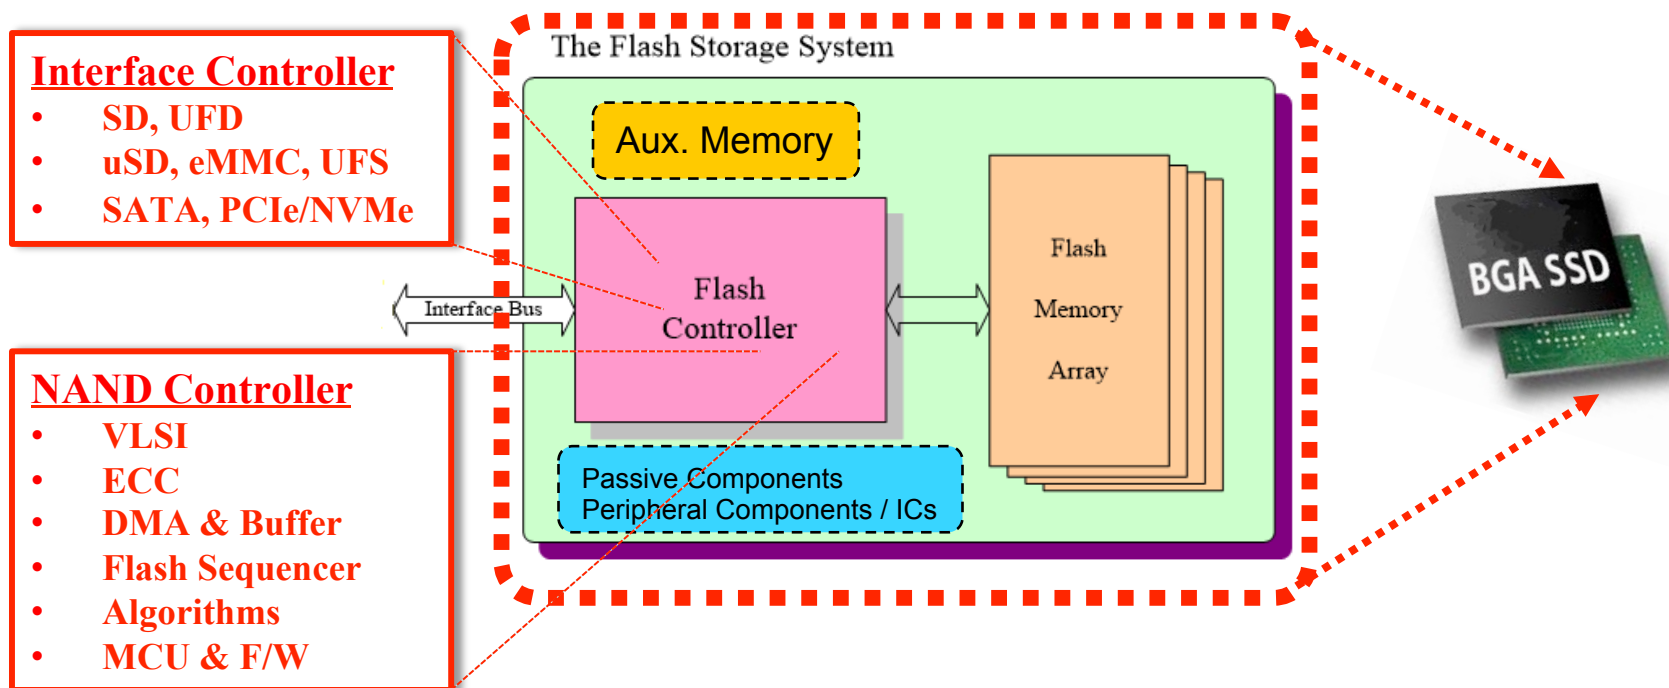 The Flash Storage System
Interface Controller
• SD, UFD
• uSD, eMMC, UFS
• SATA, PCIe/NVMe
Aux. Memory
Flash
Controller
Interface Bus
Flash
Memory
Array
BGA SSD
NAND Controller
• VLSI
• ECC
• DMA & Buffer
• Flash Sequencer
• Algorithms
• MCU & F/W
Passive Components
Peripheral Components / ICs